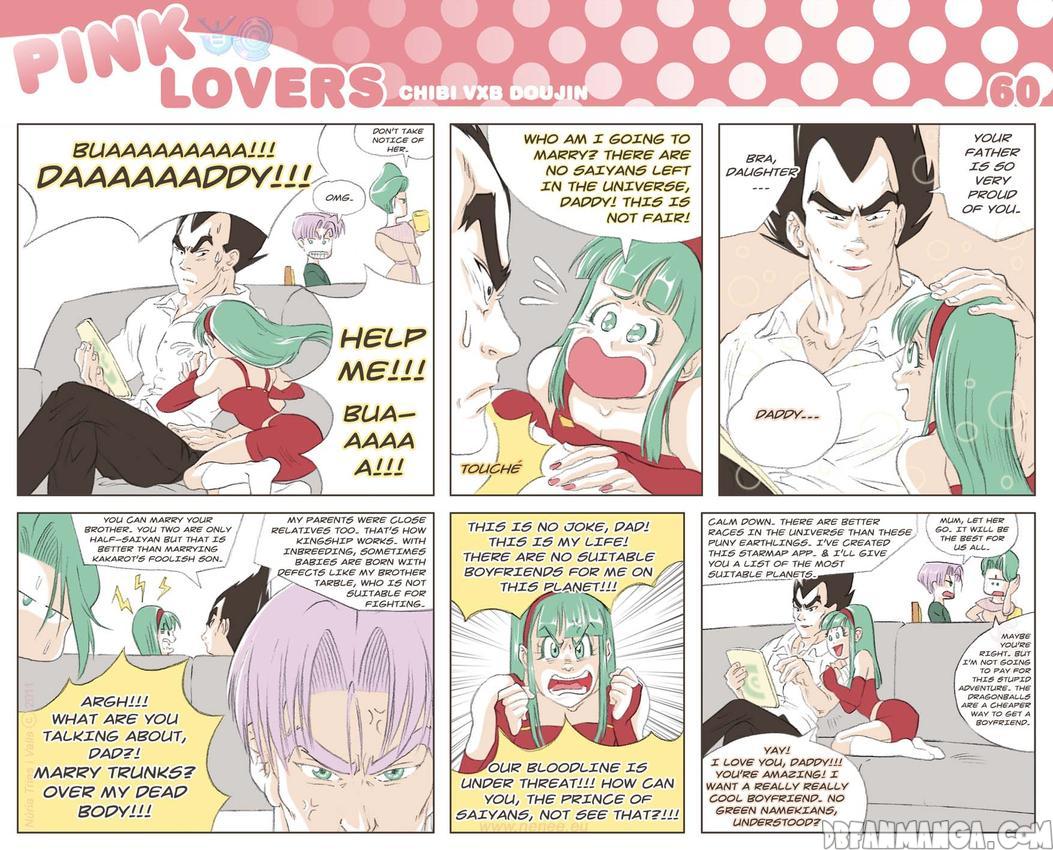 PINK
LOVERS
CHIBI VXB DOUJIN
60
BUAAAAAAAAA!!!
DAAAAAADDY!!!
DON'T TAKE
NOTICE OF
HER..
OMG..
HELP
ME!!!
BUA-
AAAAA
A!!!
WHO AM I GOING TO
MARRY? THERE ARE
NO SAIYANS LEFT
IN THE UNIVERSE,
DADDY! THIS IS
NOT FAIR!
TOUCHÉ
BRA,
DAUGHTER
---
YOUR
FATHER
IS SO
VERY
PROUD
OF YOU..
DADDY---
YOU CAN MARRY YOUR
BROTHER.. YOU TWO ARE ONLY
HALF-SAIYAN BUT THAT IS
BETTER THAN MARRYING
KAKAROT'S FOOLISH SON..
MY PARENTS WERE CLOSE
RELATIVES TOO.. THAT'S HOW
KINGSHIP WORKS.. WITH
INBREEDING, SOMETIMES
BABIES ARE BORN WITH
DEFECTS LIKE MY BROTHER
TARBLE, WHO IS NOT
SUITABLE FOR
FIGHTING..
ARGH!!!
WHAT ARE YOU
TALKING ABOUT,
DAD?!
MARRY TRUNKS?
OVER MY DEAD
BODY!!!
THIS IS NO JOKE, DAD!
THIS IS MY LIFE!
THERE ARE NO SUITABLE
BOYFRIENDS FOR ME ON
THIS PLANET!!!
OUR BLOODLINE IS
UNDER THREAT!!! HOW CAN
YOU, THE PRINCE OF
SAIYANS, NOT SEE THAT?!!!
www.nenee.eu
CALM DOWN.. THERE ARE BETTER
RACES IN THE UNIVERSE THAN THESE
PUNY EARTHLINGS.. I'VE CREATED
THIS STARMAP APP.. & I'LL GIVE
YOU A LIST OF THE MOST
SUITABLE PLANETS..
MUM, LET HER
GO.. IT WILL BE
THE BEST FOR
US ALL..
MAYBE
YOU'RE
RIGHT.. BUT
I'M NOT GOING
TO PAY FOR
THIS STUPID
ADVENTURE.. THE
DRAGONBALLS
ARE A CHEAPER
WAY TO GET A
BOYFRIEND..
YAY!
I LOVE YOU, DADDY!!!
YOU'RE AMAZING! I
WANT A REALLY REALLY
COOL BOYFRIEND.. NO
GREEN NAMEKIANS,
UNDERSTOOD?
DBFANMANGA.COM